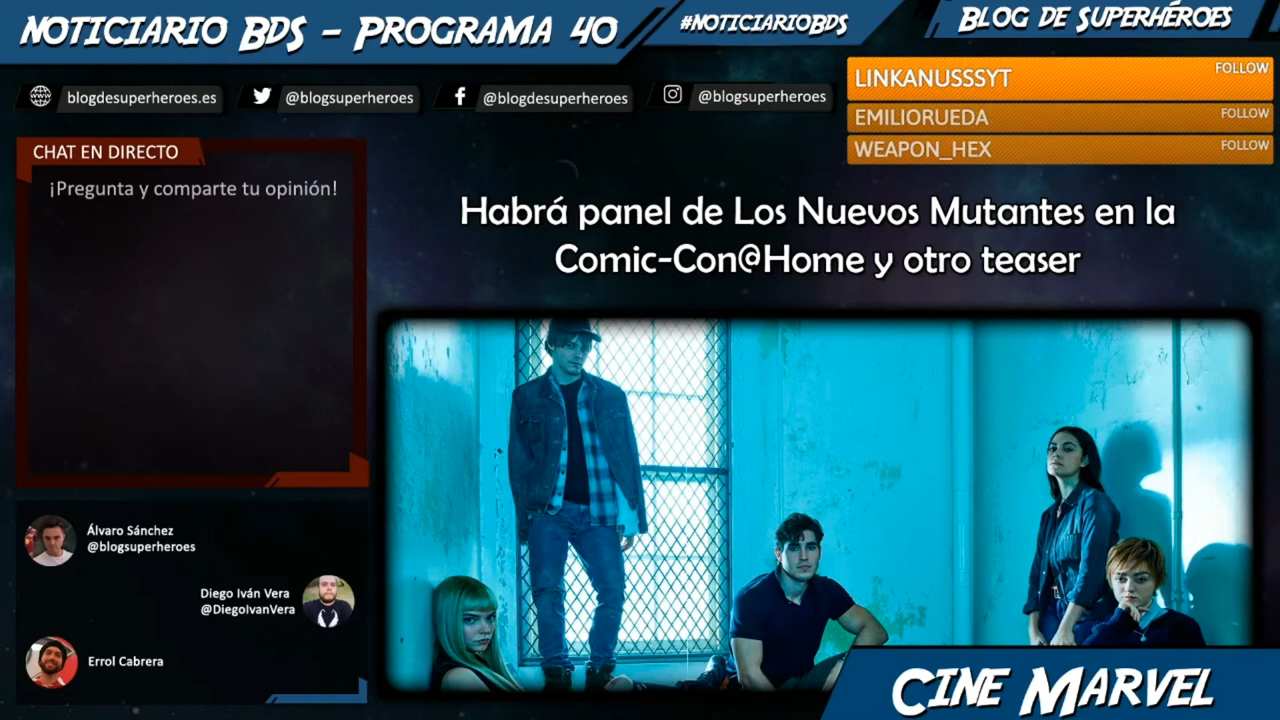 NOTICIARIO BDS - PROGRAMA 40
#NOTICIARIOBDS
BLOG DE SUPERHÉROES
blogdesuperheroes.es
@blogsuperheroes
@blogdesuperheroes
@blogsuperheroes
LINKANUSSSYT FOLLOW
EMILIORUEDA FOLLOW
WEAPON_HEX FOLLOW
CHAT EN DIRECTO
¡Pregunta y comparte tu opinión!
Habrá panel de Los Nuevos Mutantes en la
Comic-Con@Home y otro teaser
Álvaro Sánchez
@blogsuperheroes
Diego Iván Vera
@DiegoIvanVera
Errol Cabrera
CINE MARVEL